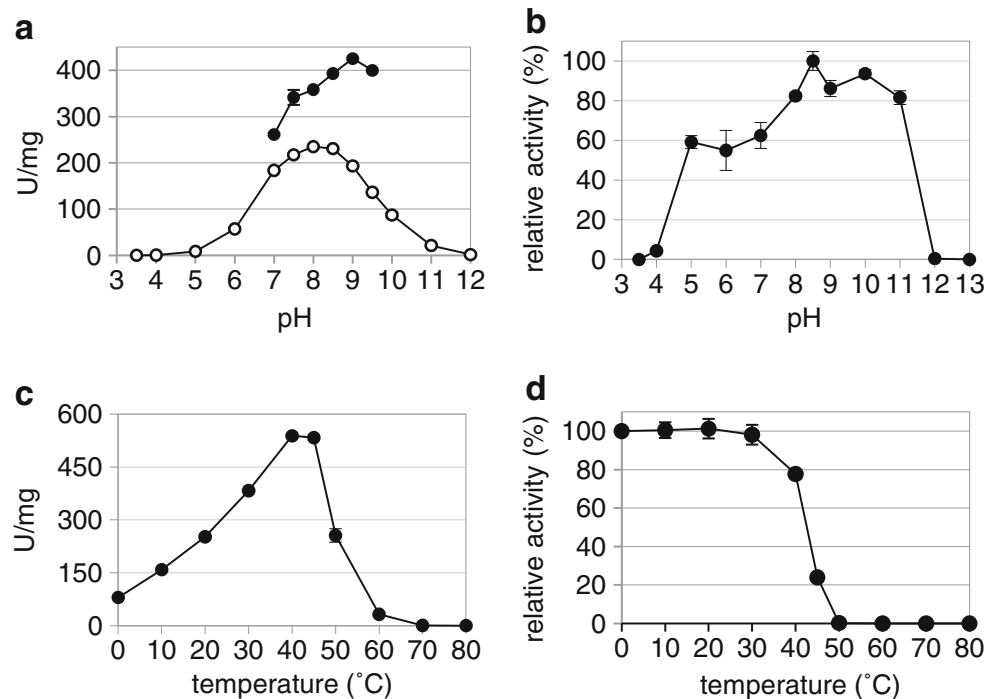 a
U/mg
400
300
200
100
0
3 4 5 6 7 8 9 10 11 12
pH
b
relative activity (%)
100
80
60
40
20
0
3 4 5 6 7 8 9 10 11 12 13
pH
c
U/mg
600
450
300
150
0
0 10 20 30 40 50 60 70 80
temperature (˚C)
d
relative activity (%)
100
80
60
40
20
0
0 10 20 30 40 50 60 70 80
temperature (˚C)